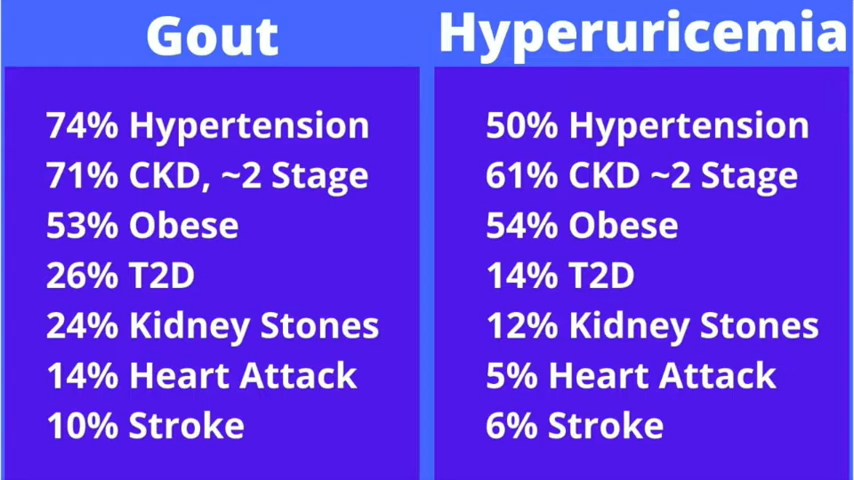 Gout
74% Hypertension
71% CKD, ~2 Stage
53% Obese
26% T2D
24% Kidney Stones
14% Heart Attack
10% Stroke
Hyperuricemia
50% Hypertension
61% CKD ~2 Stage
54% Obese
14% T2D
12% Kidney Stones
5% Heart Attack
6% Stroke